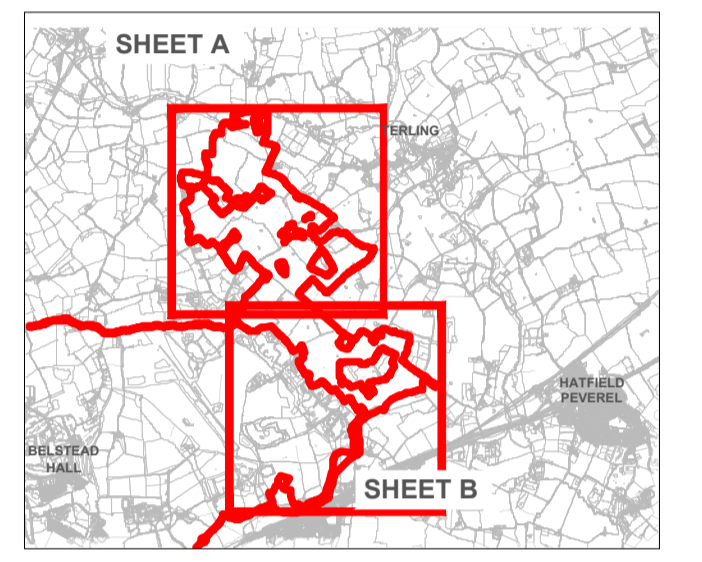 SHEET A
TERLING
HATFIELD
PEVEREL
BELSTEAD
HALL
SHEET B